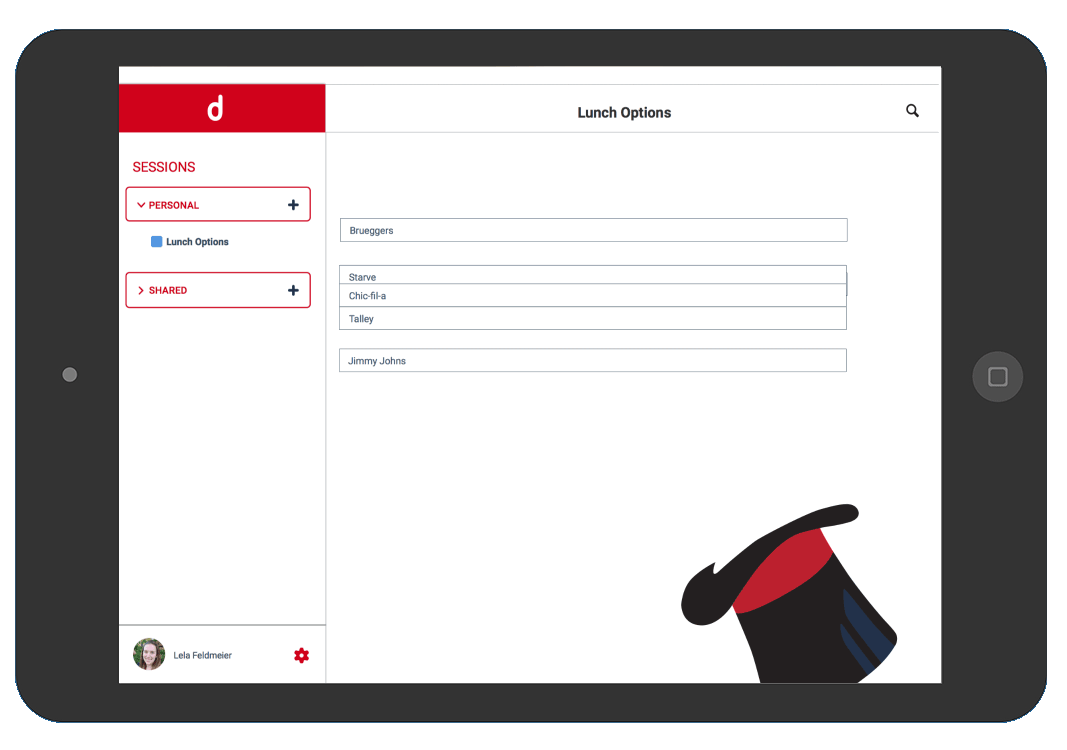 d
Lunch Options
SESSIONS
PERSONAL
Lunch Options
SHARED
Brueggers
Starve
Chic-fil-a
Talley
Jimmy Johns
Lela Feldmeier